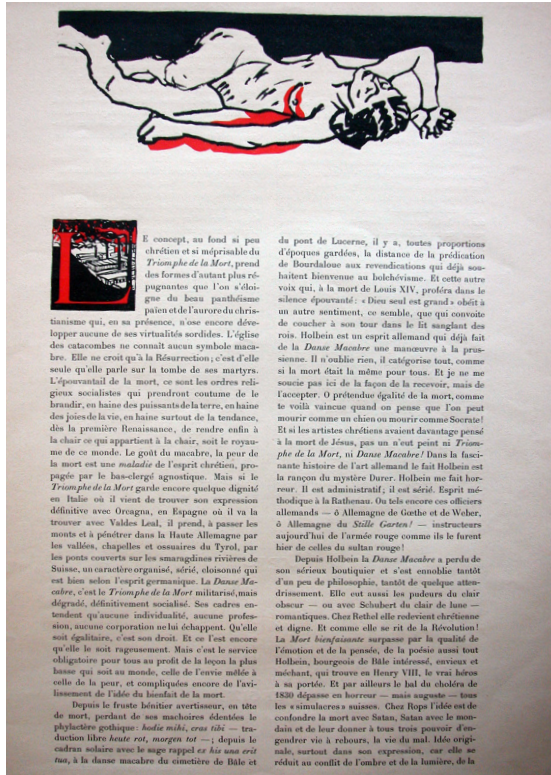 LE concept, au fond si peu
chrétien et si méprisable du
Triomphe de la Mort, prend
des formes d'autant plus ré-
pugnantes que l'on s'éloi-
gne du beau panthéisme
païen et de l'aurore du chris-
tianisme qui, en sa présence, n'ose encore déve-
lopper aucune de ses virtualités sordides. L'église
des catacombes ne connaît aucun symbole maca-
bre. Elle ne croit qu'à la Résurrection; c'est d'elle
seule qu'elle parle sur la tombe de ses martyrs.
L'épouvantail de la mort, ce sont les ordres reli-
gieux socialistes qui prendront coutume de le
brandir, en haine des puissants de la terre, en haine
des joies de la vie, en haine surtout de la tendance,
dès la première Renaissance, de rendre enfin à
la chair ce qui appartient à la chair, soit le royau-
me de ce monde. Le goût du macabre, la peur de
la mort est une maladie de l'esprit chrétien, pro-
pagée par le bas-clergé agnostique. Mais si le
Triomphe de la Mort garde encore quelque dignité
en Italie où il vient de trouver son expression
définitive avec Orcagna, en Espagne où il va la
trouver avec Valdes Leal, il prend, à passer les
monts et à pénétrer dans la Haute Allemagne par
les vallées, chapelles et ossuaires du Tyrol, par
les ponts couverts sur les smaragdines rivières de
Suisse, un caractère organisé, sérié, cloisonné qui
est bien selon l'esprit germanique. La Danse Ma-
cabre, c'est le Triomphe de la Mort militarisé, mais
dégradé, définitivement socialisé. Ses cadres en-
tendent qu'aucune individualité, aucune profes-
sion, aucune corporation ne lui échappent. Qu'elle
soit égalitaire, c'est son droit. Et ce l'est encore
qu'elle le soit rageusement. Mais c'est le service
obligatoire pour tous au profit de la leçon la plus
basse qui soit au monde, celle de l'envie mêlée à
celle de la peur, et compliquées encore de l'avi-
lissement de l'idée du bienfait de la mort.
Depuis le fruste bénitier avertisseur, en tête
de mort, perdant de ses machoires édentées le
phylactère gothique : hodie mihi, cras tibi — tra-
duction libre heute rot, morgen tot — ; depuis le
cadran solaire avec le sage rappel ex his una erit
tua, à la danse macabre du cimetière de Bâle et
du pont de Lucerne, il y a, toutes proportions
d'époques gardées, la distance de la prédication
de Bourdaloue aux revendications qui déjà sou-
haitent bienvenue au bolchévisme. Et cette autre
voix qui, à la mort de Louis XIV, proféra dans le
silence épouvanté : « Dieu seul est grand » obéit à
un autre sentiment, ce semble, que qui convoite
de coucher à son tour dans le lit sanglant des
rois. Holbein est un esprit allemand qui déjà fait
de la Danse Macabre une manœuvre à la prus-
sienne. Il n'oublie rien, il catégorise tout, comme
si la mort était la même pour tous. Et je ne me
soucie pas ici de la façon de la recevoir, mais de
l'accepter. O prétendue égalité de la mort, comme
te voilà vaincue quand on pense que l'on peut
mourir comme un chien ou mourir comme Socrate!
Et si les artistes chrétiens avaient davantage pensé
à la mort de Jésus, pas un n'eut peint ni Triom-
phe de la Mort, ni Danse Macabre! Dans la fasci-
nante histoire de l'art allemand le fait Holbein est
la rançon du mystère Durer. Holbein me fait hor-
reur. Il est administratif; il est sérié. Esprit mé-
thodique à la Rathenau. Ou tels encore ces officiers
allemands — ô Allemagne de Gœthe et de Weber,
ô Allemagne du Stille Garten! — instructeurs
aujourd'hui de l'armée rouge comme ils le furent
hier de celles du sultan rouge!
Depuis Holbein la Danse Macabre a perdu de
son sérieux boutiquier et s'est ennoblie tantôt
d'un peu de philosophie, tantôt de quelque atten-
drissement. Elle eut aussi les pudeurs du clair
obscur — ou avec Schubert du clair de lune —
romantiques. Chez Rethel elle redevient chrétienne
et digne. Et comme elle se rit de la Révolution!
La Mort bienfaisante surpasse par la qualité de
l'émotion et de la pensée, de la poésie aussi tout
Holbein, bourgeois de Bâle intéressé, envieux et
méchant, qui trouve en Henry VIII, le vrai héros
à sa portée. Et par ailleurs le bal du choléra de
1830 dépasse en horreur — mais auguste — tous
les « simulacres » suisses. Chez Rops l'idée est de
confondre la mort avec Satan, Satan avec le mon-
dain et de leur donner à tous trois pouvoir d'en-
gendrer vie à rebours, la vie du mal. Idée origi-
nale, surtout dans son expression, car elle se
réduit au conflit de l'ombre et de la lumière, de la